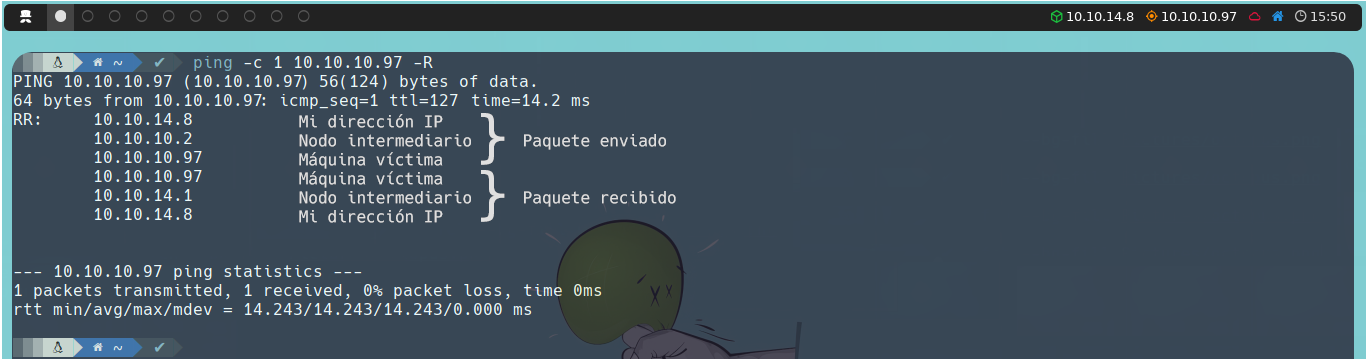 10.10.14.8 10.10.10.97 15:50
~ ✔ ping -c 1 10.10.10.97 -R
PING 10.10.10.97 (10.10.10.97) 56(124) bytes of data.
64 bytes from 10.10.10.97: icmp_seq=1 ttl=127 time=14.2 ms
RR: 10.10.14.8 Mi dirección IP
10.10.10.2 Nodo intermediario } Paquete enviado
10.10.10.97 Máquina víctima
10.10.10.97 Máquina víctima
10.10.14.1 Nodo intermediario } Paquete recibido
10.10.14.8 Mi dirección IP
--- 10.10.10.97 ping statistics ---
1 packets transmitted, 1 received, 0% packet loss, time 0ms
rtt min/avg/max/mdev = 14.243/14.243/14.243/0.000 ms
~ ✔